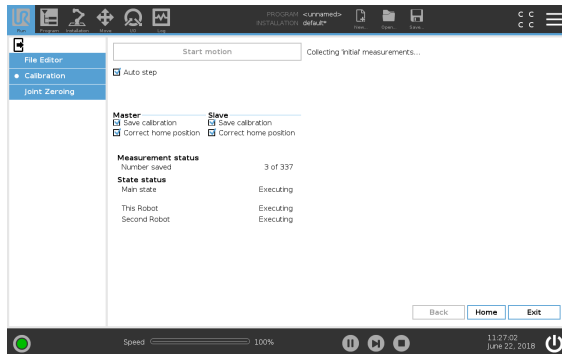 UR
PROGRAM <unnamed>
INSTALLATION default*
Run Program Installation Move I/O Log
New... Open... Save...
C C
C C
File Editor
Calibration
Joint Zeroing
Start motion
Collecting 'initial' measurements...
Auto step
Master Slave
Save calibration Save calibration
Correct home position Correct home position
Measurement status
Number saved 3 of 337
State status
Main state Executing
This Robot Executing
Second Robot Executing
Back Home Exit
Speed 100%
11:27:02
June 22, 2018